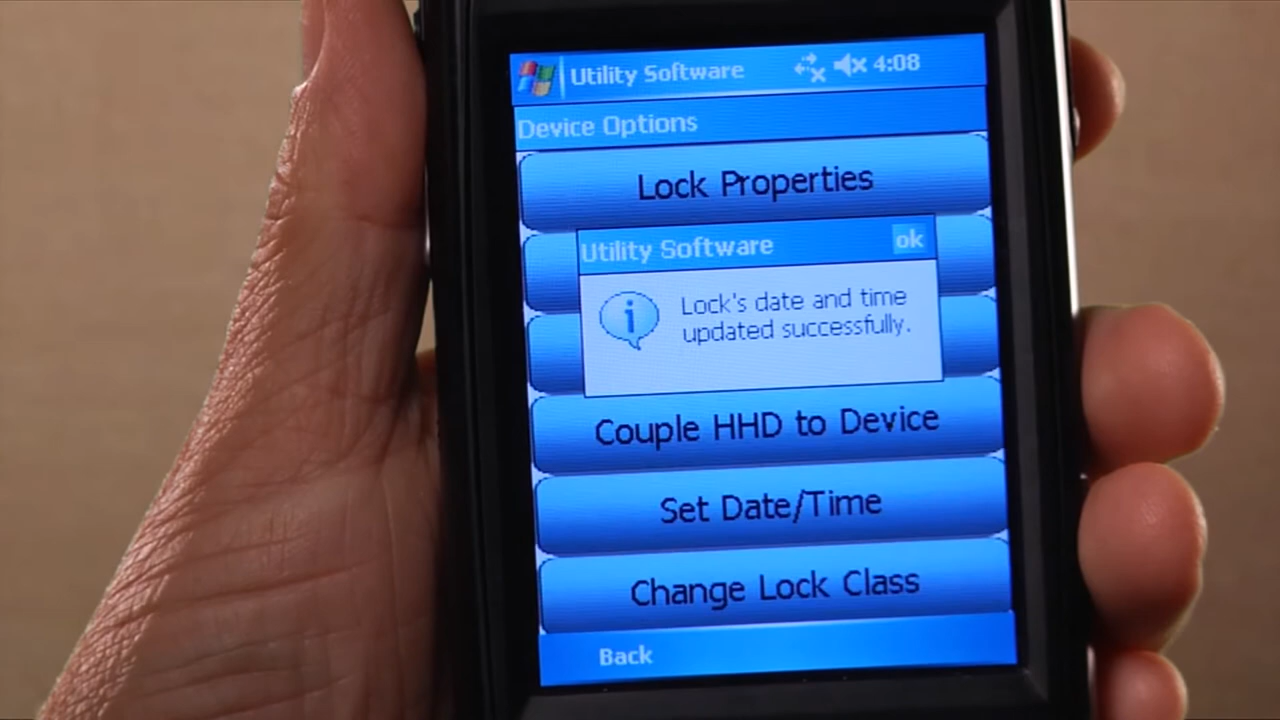 Utility Software 4:08
Device Options
Lock Properties
Utility Software ok
Lock's date and time
updated successfully.
Couple HHD to Device
Set Date/Time
Change Lock Class
Back